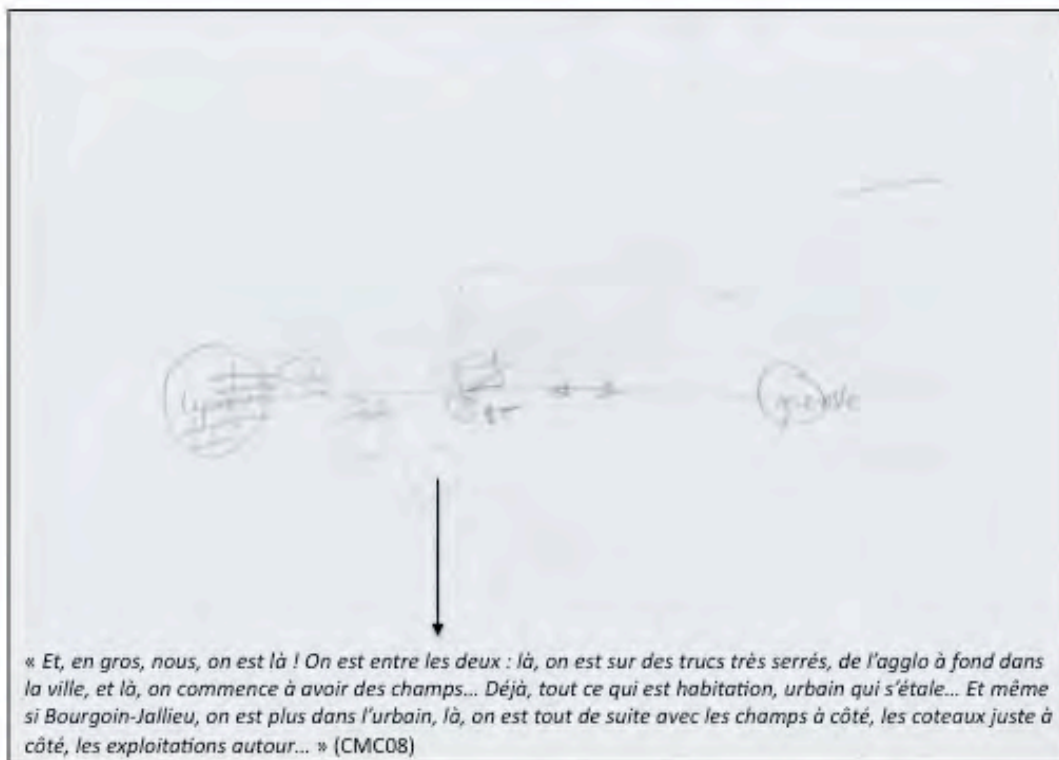 « Et, en gros, nous, on est là ! On est entre les deux : là, on est sur des trucs très serrés, de l'agglo à fond dans
la ville, et là, on commence à avoir des champs... Déjà, tout ce qui est habitation, urbain qui s'étale... Et même
si Bourgoin-Jallieu, on est plus dans l'urbain, là, on est tout de suite avec les champs à côté, les coteaux juste à
côté, les exploitations autour... » (CMC08)